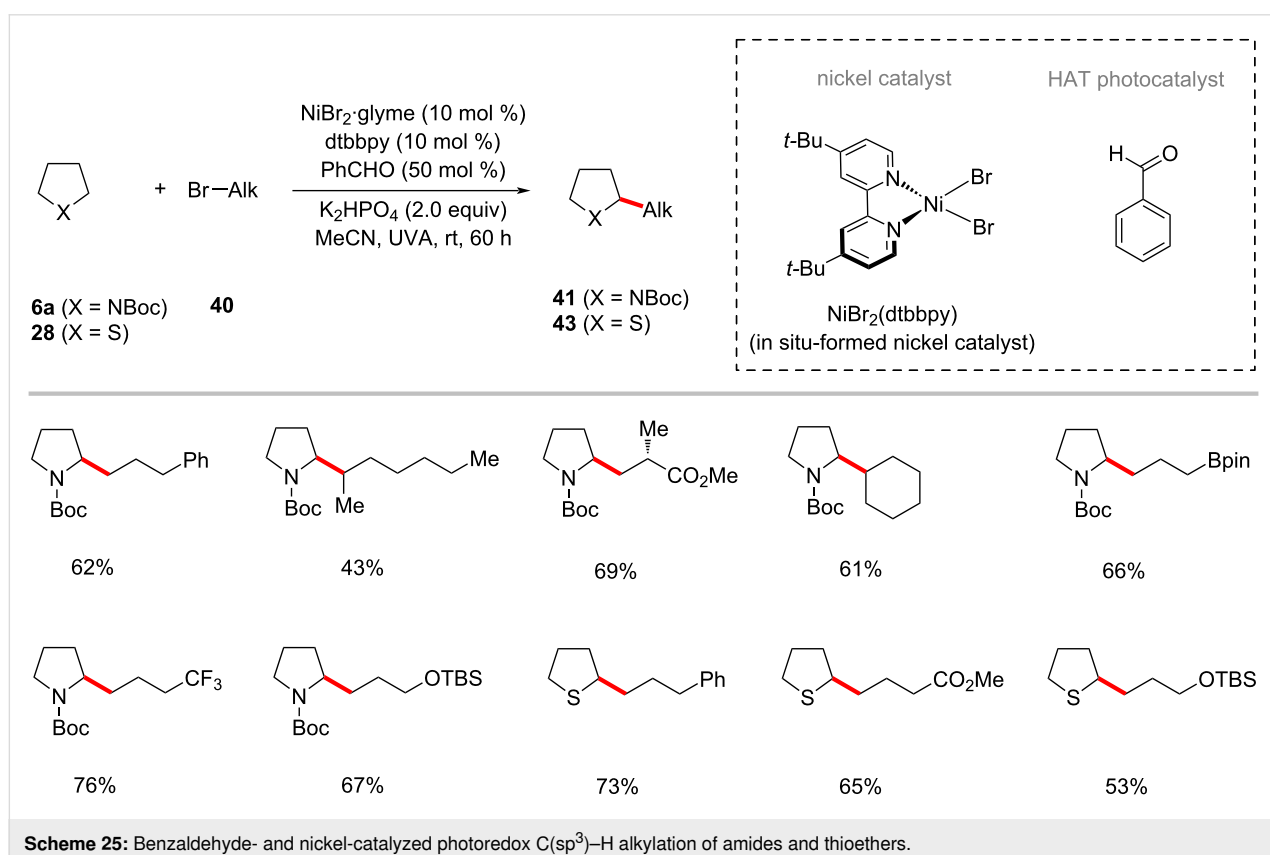 NiBr2·glyme (10 mol %)
dtbbpy (10 mol %)
PhCHO (50 mol %)
K2HPO4 (2.0 equiv)
MeCN, UVA, rt, 60 h
X
+
Br Alk
X
Alk
6a (X = NBoc)
28 (X = S)
40
41 (X = NBoc)
43 (X = S)
nickel catalyst
HAT photocatalyst
t-Bu
N
Br
Ni
N
Br
t-Bu
H
O
NiBr2(dtbbpy)
(in situ-formed nickel catalyst)
N
Boc
Ph
62%
N
Boc
Me
Me
43%
N
Boc
Me
CO2Me
69%
N
Boc
61%
N
Boc
Bpin
66%
N
Boc
CF3
76%
N
Boc
OTBS
67%
S
Ph
73%
S
CO2Me
65%
S
OTBS
53%
Scheme 25: Benzaldehyde- and nickel-catalyzed photoredox C(sp3)–H alkylation of amides and thioethers.